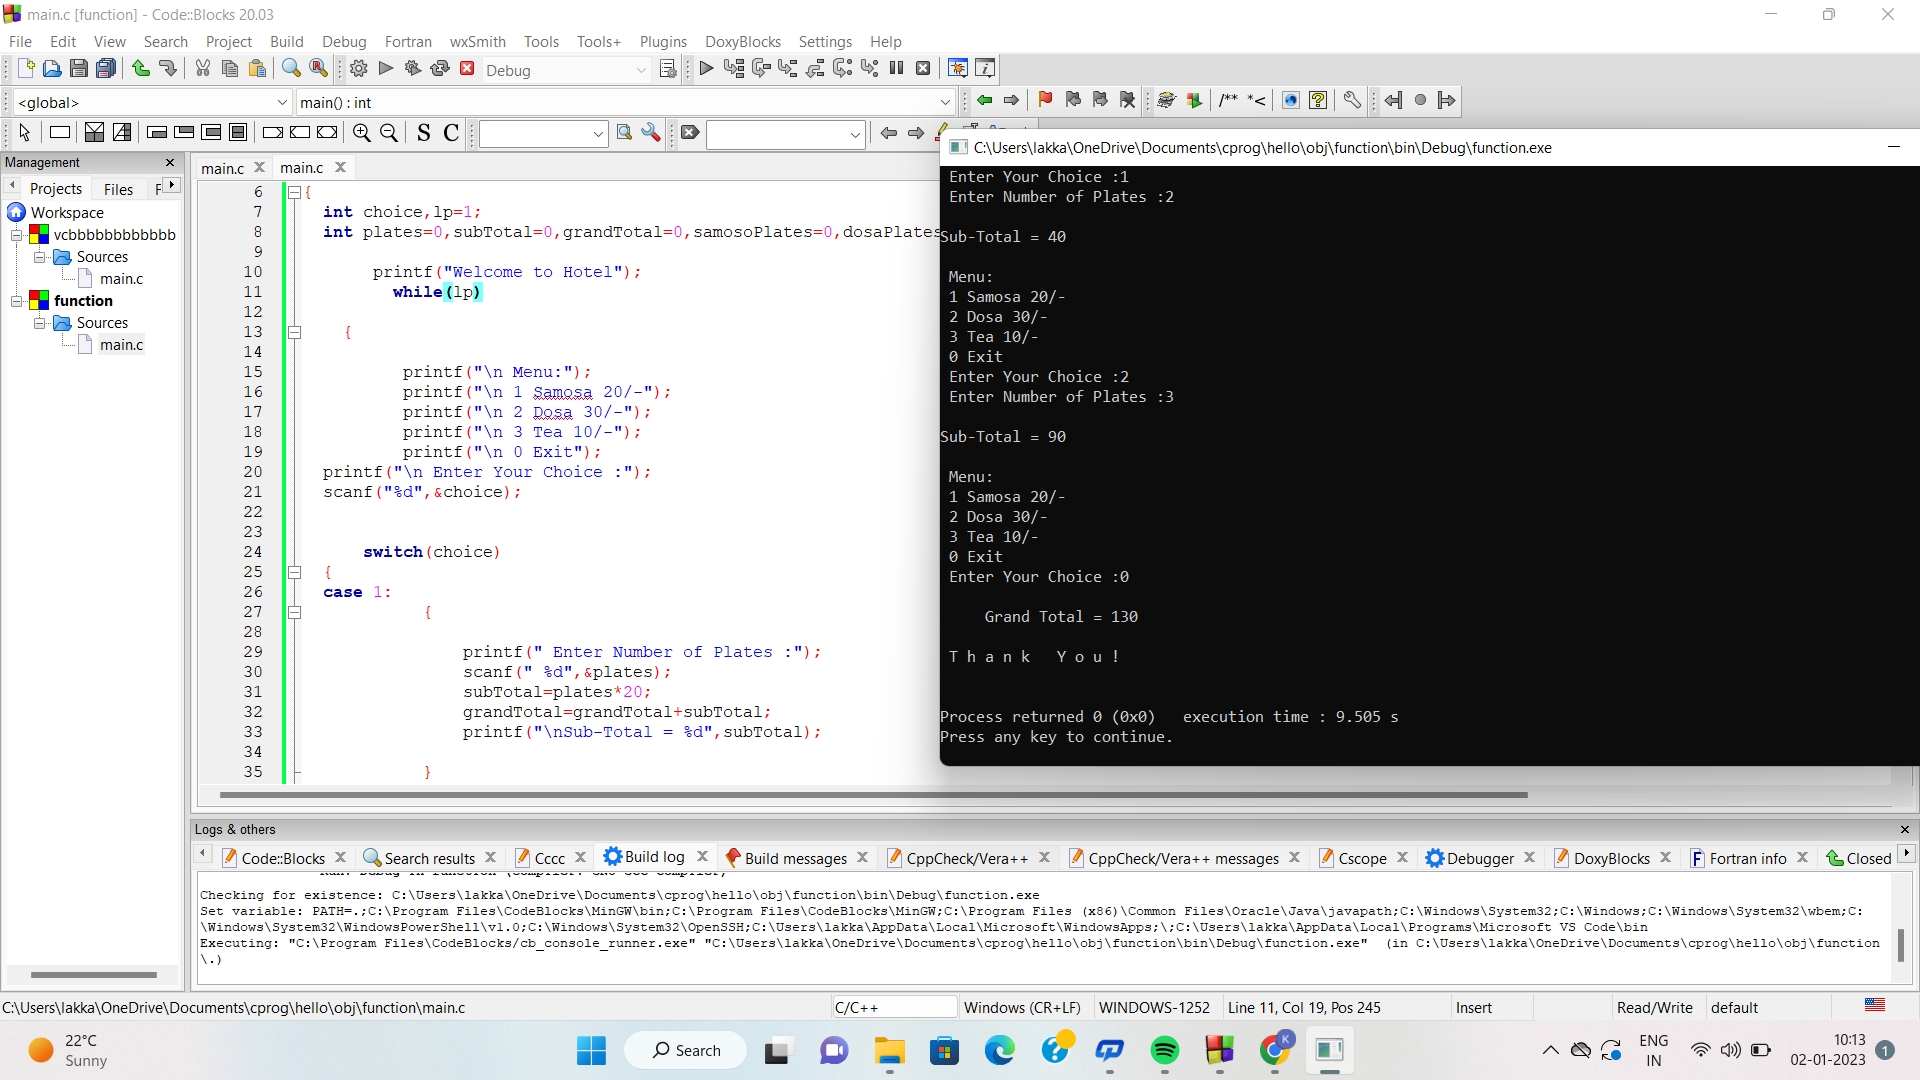 main.c [function] - Code::Blocks 20.03
File Edit View Search Project Build Debug Fortran wxSmith Tools Tools+ Plugins DoxyBlocks Settings Help
Debug
<global> main() : int
/** *<
S C
Management
Projects Files F
Workspace
vcbbbbbbbbbbb
Sources
main.c
function
Sources
main.c
main.c main.c
6 {
7 int choice,lp=1;
8 int plates=0,subTotal=0,grandTotal=0,samosoPlates=0,dosaPlates
9
10 printf("Welcome to Hotel");
11 while(lp)
12
13 {
14
15 printf("\n Menu:");
16 printf("\n 1 Samosa 20/-");
17 printf("\n 2 Dosa 30/-");
18 printf("\n 3 Tea 10/-");
19 printf("\n 0 Exit");
20 printf("\n Enter Your Choice :");
21 scanf("%d",&choice);
22
23
24 switch(choice)
25 {
26 case 1:
27 {
28
29 printf(" Enter Number of Plates :");
30 scanf(" %d",&plates);
31 subTotal=plates*20;
32 grandTotal=grandTotal+subTotal;
33 printf("\nSub-Total = %d",subTotal);
34
35 }
C:\Users\lakka\OneDrive\Documents\cprog\hello\obj\function\bin\Debug\function.exe
Enter Your Choice :1
Enter Number of Plates :2
Sub-Total = 40
Menu:
1 Samosa 20/-
2 Dosa 30/-
3 Tea 10/-
0 Exit
Enter Your Choice :2
Enter Number of Plates :3
Sub-Total = 90
Menu:
1 Samosa 20/-
2 Dosa 30/-
3 Tea 10/-
0 Exit
Enter Your Choice :0
Grand Total = 130
T h a n k   Y o u !
Process returned 0 (0x0)   execution time : 9.505 s
Press any key to continue.
Logs & others
Code::Blocks Search results Cccc Build log Build messages CppCheck/Vera++ CppCheck/Vera++ messages Cscope Debugger DoxyBlocks Fortran info Closed
Checking for existence: C:\Users\lakka\OneDrive\Documents\cprog\hello\obj\function\bin\Debug\function.exe
Set variable: PATH=.;C:\Program Files\CodeBlocks\MinGW\bin;C:\Program Files\CodeBlocks\MinGW;C:\Program Files (x86)\Common Files\Oracle\Java\javapath;C:\Windows\System32;C:\Windows;C:\Windows\System32\wbem;C:
\Windows\System32\WindowsPowerShell\v1.0;C:\Windows\System32\OpenSSH;C:\Users\lakka\AppData\Local\Microsoft\WindowsApps;\;C:\Users\lakka\AppData\Local\Programs\Microsoft VS Code\bin
Executing: "C:\Program Files\CodeBlocks/cb_console_runner.exe" "C:\Users\lakka\OneDrive\Documents\cprog\hello\obj\function\bin\Debug\function.exe"  (in C:\Users\lakka\OneDrive\Documents\cprog\hello\obj\function
\.)
C:\Users\lakka\OneDrive\Documents\cprog\hello\obj\function\main.c C/C++ Windows (CR+LF) WINDOWS-1252 Line 11, Col 19, Pos 245 Insert Read/Write default
22°C
Sunny
Search
K
ENG
IN
10:13
02-01-2023
1